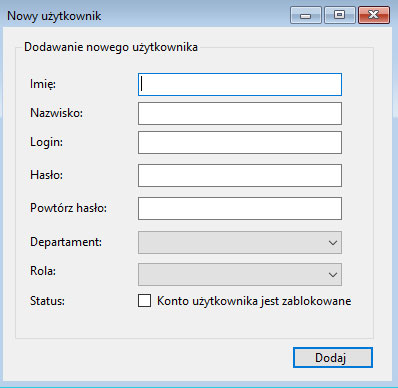 Nowy użytkownik
Dodawanie nowego użytkownika
Imię:
Nazwisko:
Login:
Hasło:
Powtórz hasło:
Departament:
Rola:
Status: Konto użytkownika jest zablokowane
Dodaj